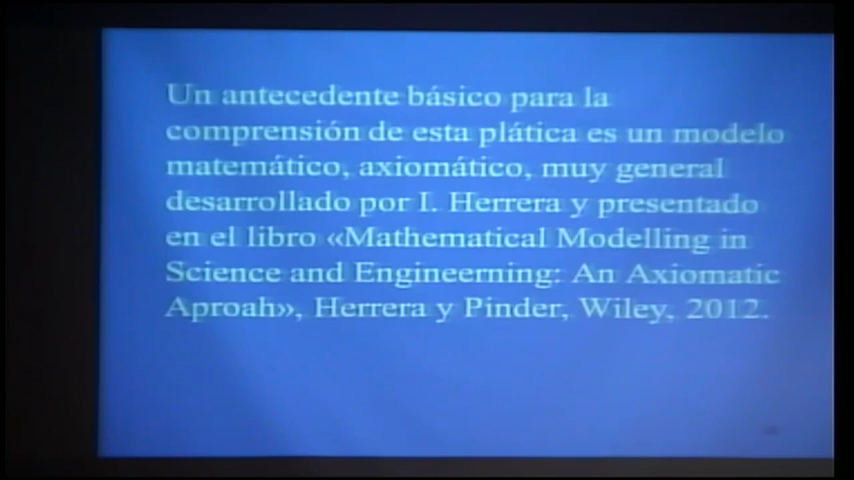 Un antecedente básico para la
comprensión de esta plática es un modelo
matemático, axiomático, muy general
desarrollado por I. Herrera y presentado
en el libro «Mathematical Modelling in
Science and Engineerning: An Axiomatic
Aproah», Herrera y Pinder, Wiley, 2012.